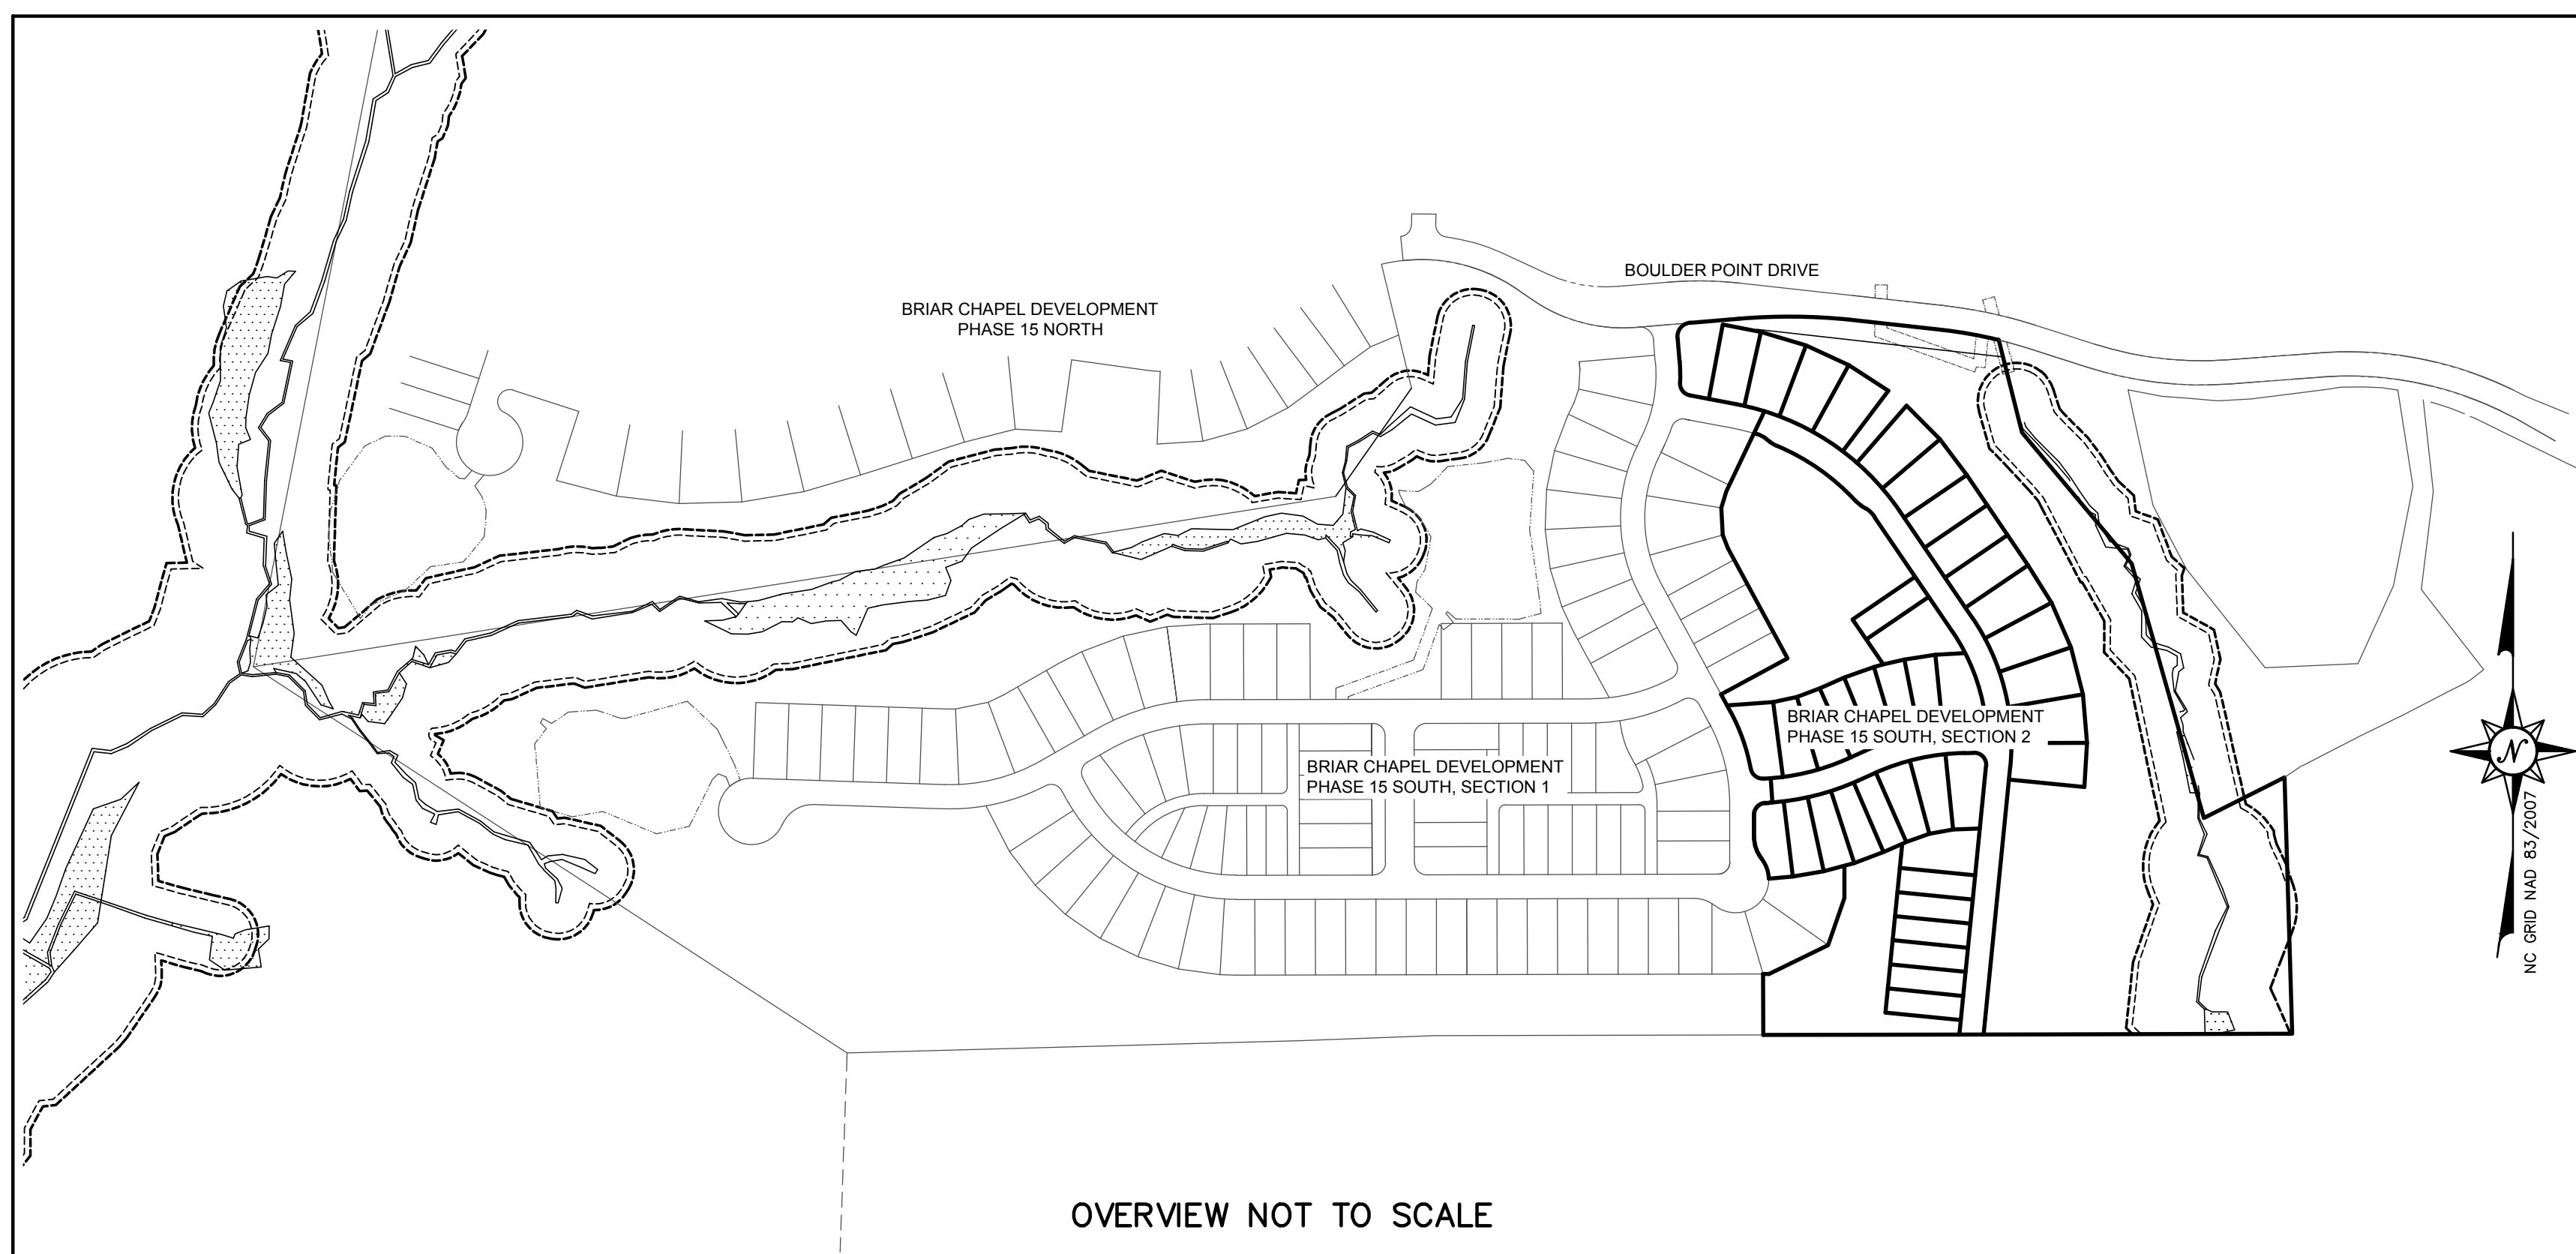 BOULDER POINT DRIVE
BRIAR CHAPEL DEVELOPMENT
PHASE 15 NORTH
BRIAR CHAPEL DEVELOPMENT
PHASE 15 SOUTH, SECTION 2
BRIAR CHAPEL DEVELOPMENT
PHASE 15 SOUTH, SECTION 1
N
NC GRID NAD 83/2007
OVERVIEW NOT TO SCALE